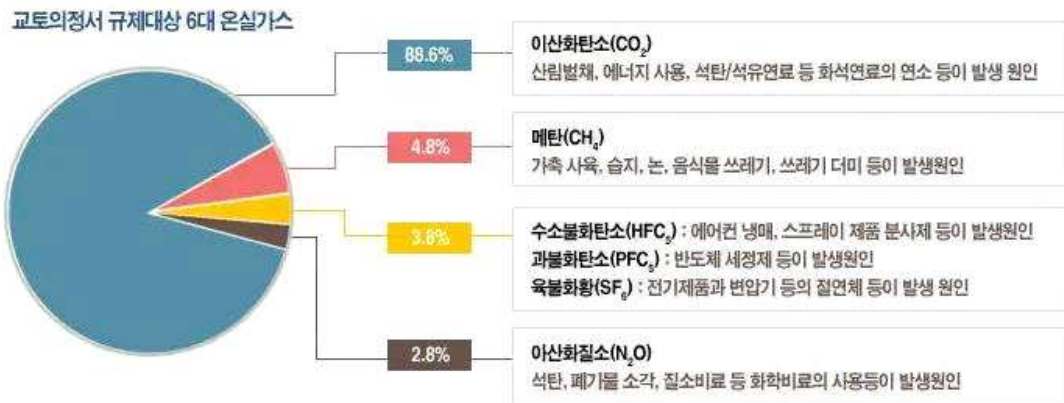 교토의정서 규제대상 6대 온실가스
88.6%
이산화탄소(CO₂)
산림벌채, 에너지 사용, 석탄/석유연료 등 화석연료의 연소 등이 발생 원인
4.8%
메탄(CH₄)
가축 사육, 습지, 논, 음식물 쓰레기, 쓰레기 더미 등이 발생원인
3.8%
수소불화탄소(HFCₛ) : 에어컨 냉매, 스프레이 제품 분사제 등이 발생원인
과불화탄소(PFCₛ) : 반도체 세정제 등이 발생원인
육불화황(SF₆) : 전기제품과 변압기 등의 절연체 등이 발생 원인
2.8%
아산화질소(N₂O)
석탄, 폐기물 소각, 질소비료 등 화학비료의 사용등이 발생원인